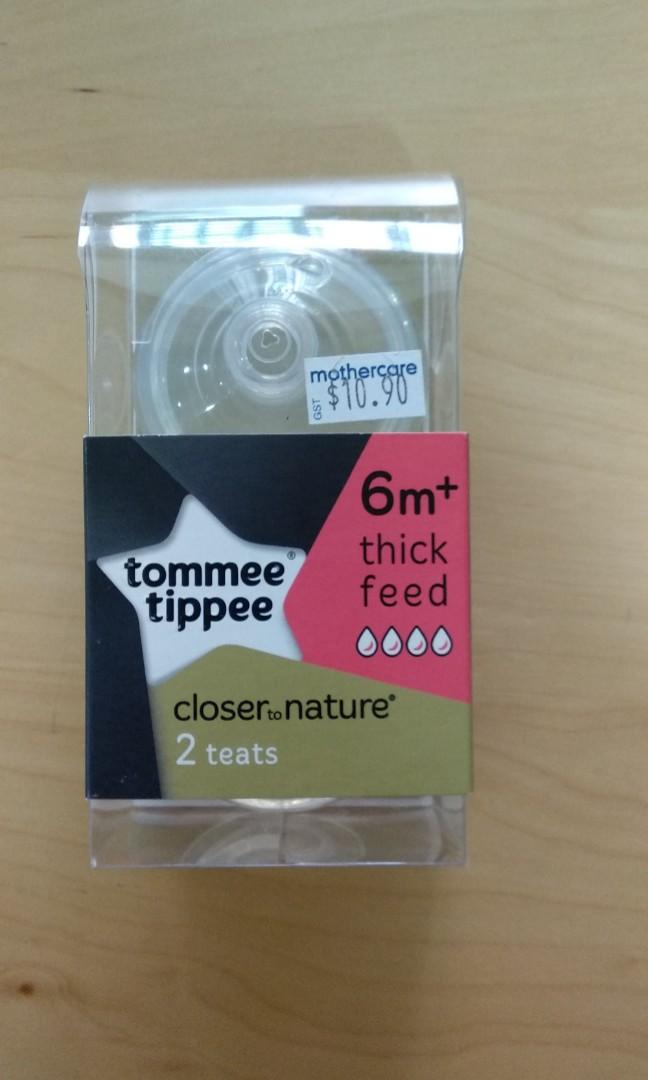 mothercare
GST $10.90
6m+
thick
feed
tommee®
tippee
closer to nature®
2 teats